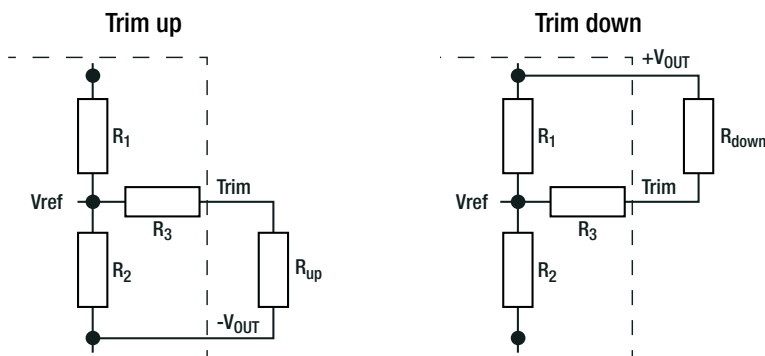 Trim up
R1
Vref
Trim
R3
R2
Rup
-VOUT
Trim down
+VOUT
R1
Rdown
Vref
Trim
R3
R2